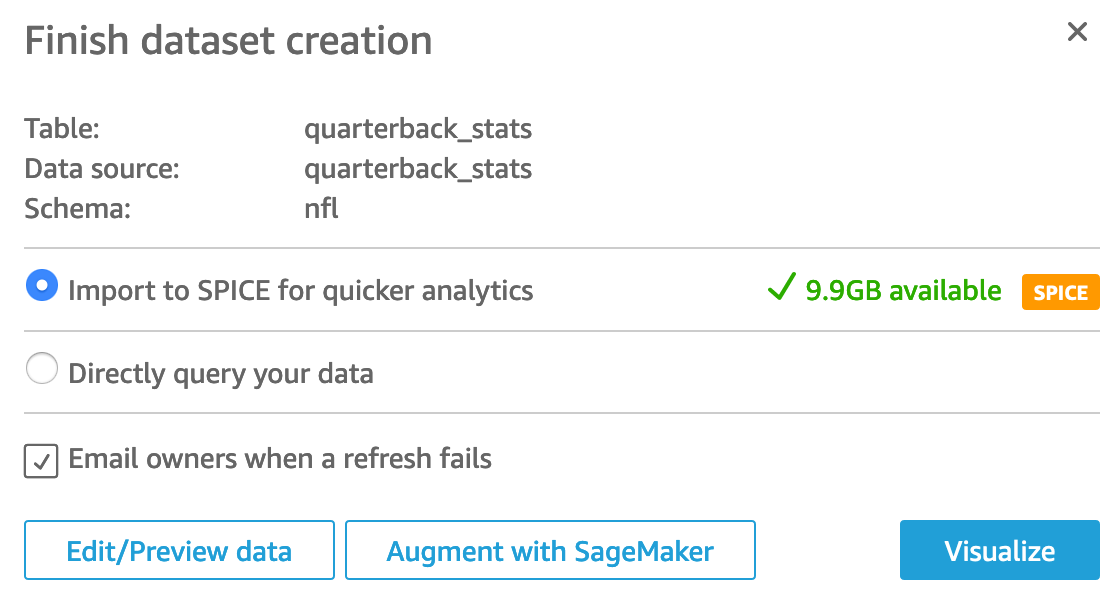 Finish dataset creation
Table: quarterback_stats
Data source: quarterback_stats
Schema: nfl
Import to SPICE for quicker analytics 9.9GB available SPICE
Directly query your data
Email owners when a refresh fails
Edit/Preview data Augment with SageMaker Visualize